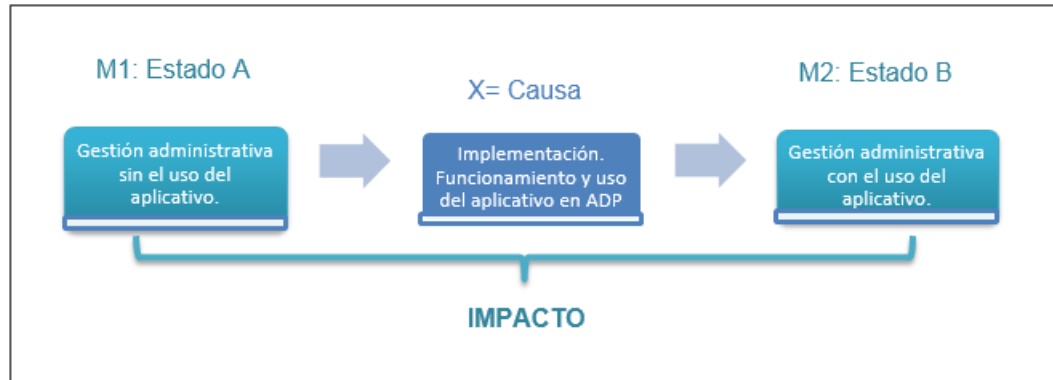 M1: Estado A
Gestión administrativa
sin el uso del
aplicativo.
X= Causa
Implementación.
Funcionamiento y uso
del aplicativo en ADP
M2: Estado B
Gestión administrativa
con el uso del
aplicativo.
IMPACTO